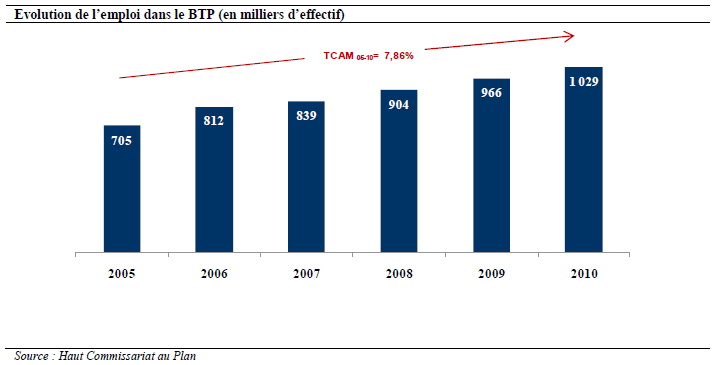 Evolution de l'emploi dans le BTP (en milliers d'effectif)
TCAM 05-10= 7,86%
705
812
839
904
966
1 029
2005 2006 2007 2008 2009 2010
Source : Haut Commissariat au Plan